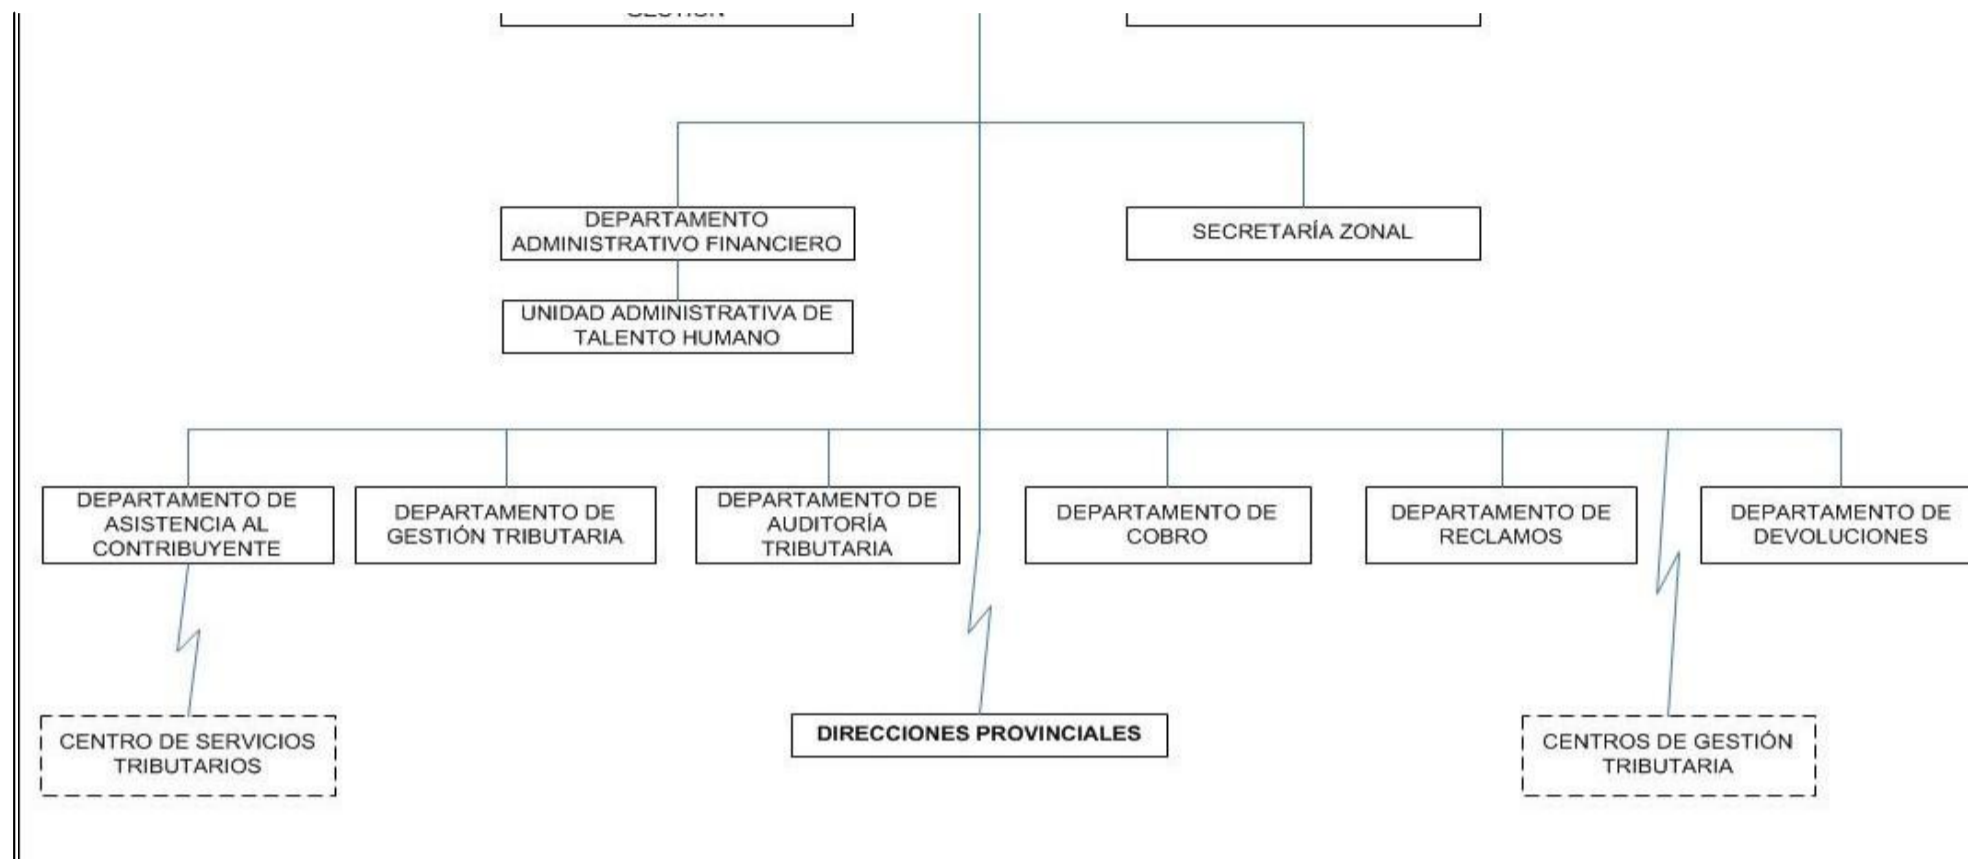 DEPARTAMENTO
ADMINISTRATIVO FINANCIERO
SECRETARÍA ZONAL
UNIDAD ADMINISTRATIVA DE
TALENTO HUMANO
DEPARTAMENTO DE
ASISTENCIA AL
CONTRIBUYENTE
DEPARTAMENTO DE
GESTIÓN TRIBUTARIA
DEPARTAMENTO DE
AUDITORÍA
TRIBUTARIA
DEPARTAMENTO DE
COBRO
DEPARTAMENTO DE
RECLAMOS
DEPARTAMENTO DE
DEVOLUCIONES
CENTRO DE SERVICIOS
TRIBUTARIOS
DIRECCIONES PROVINCIALES
CENTROS DE GESTIÓN
TRIBUTARIA